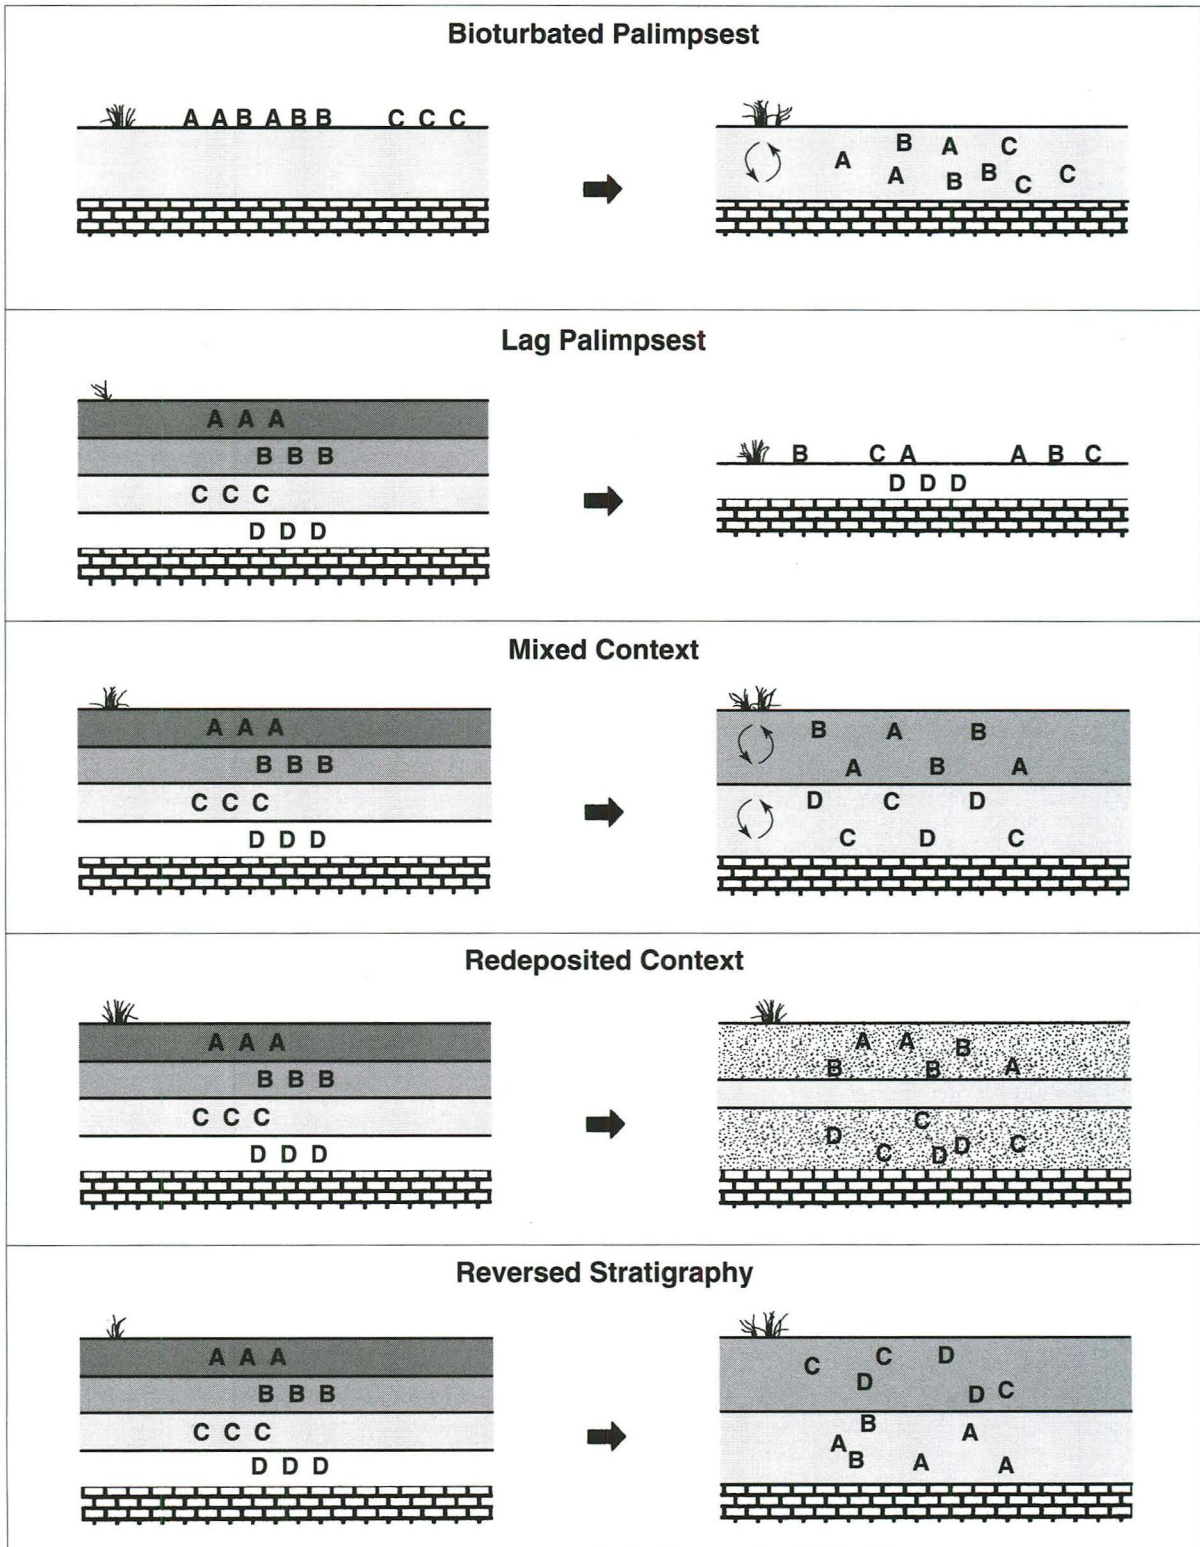 Bioturbated Palimpsest
A A B A B B C C C
B A C
A
A B B C C
Lag Palimpsest
A A A
B B B
C C C
D D D
B C A A B C
D D D
Mixed Context
A A A
B B B
C C C
D D D
B A B
A B A
D C D
C D C
Redeposited Context
A A A
B B B
C C C
D D D
A A B
B B A
C
D D C
C D
Reversed Stratigraphy
A A A
B B B
C C C
D D D
C C D
D D C
B A
A
B A A